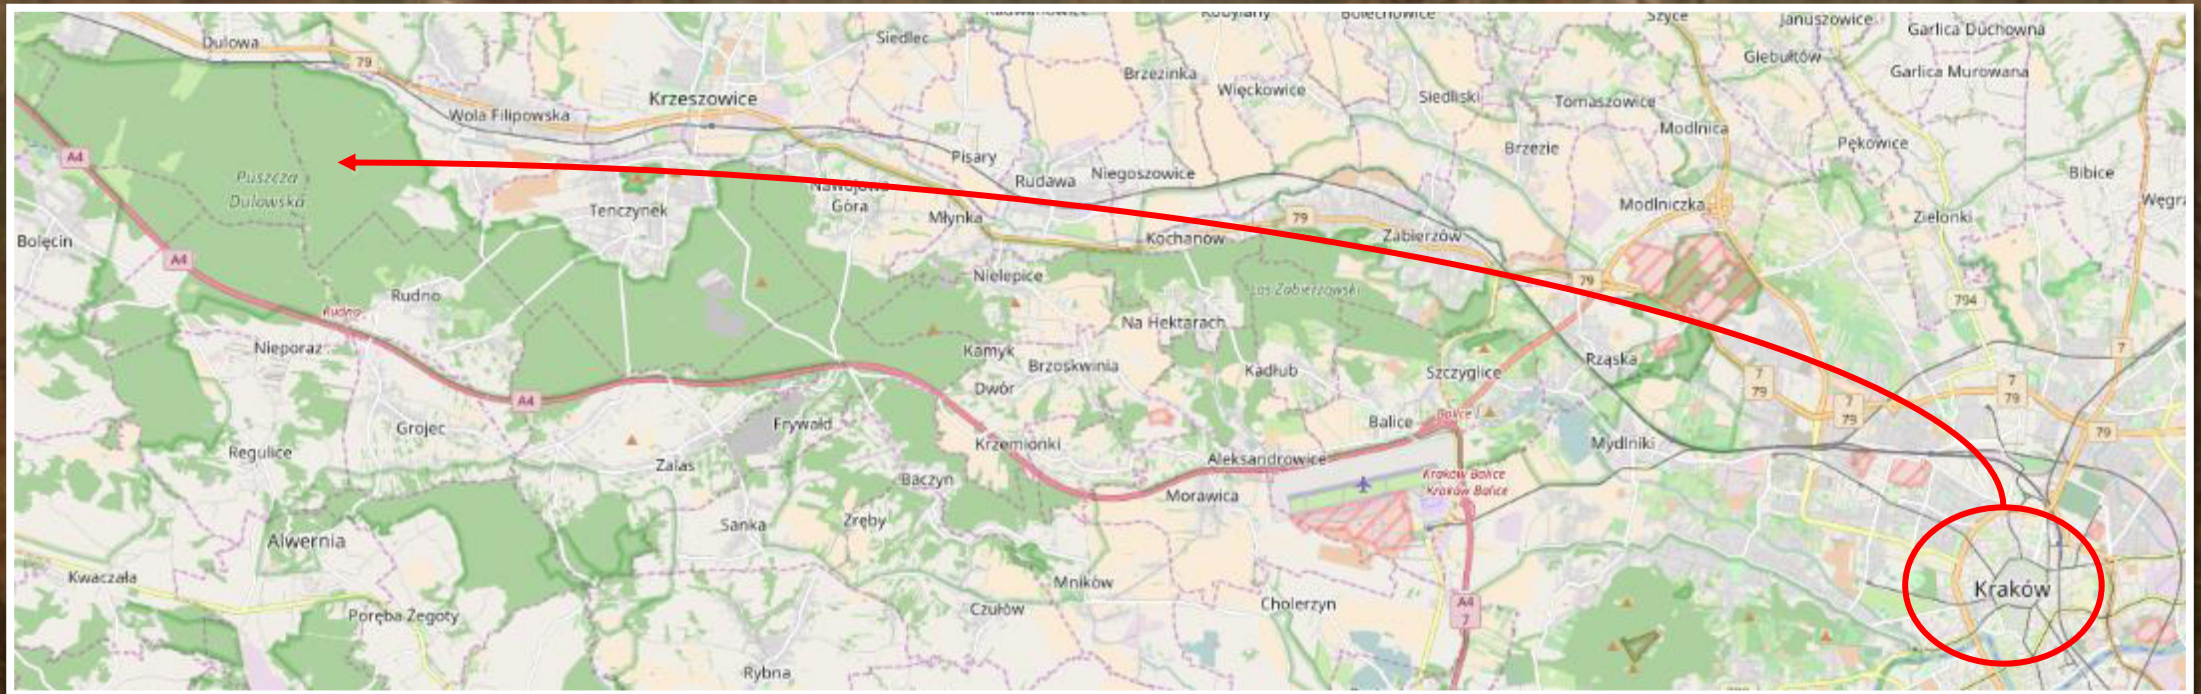 Kobylany
Bolechowice
Szyce
Januszowice
Garlica Duchowna
Dulowa
Siedlec
79
Giebułtów
Garlica Murowana
Brzezinka
Więckowice
Siedliski
Tomaszowice
Krzeszowice
Wola Filipowska
Modlnica
Pękowice
Brzezie
A4
Pisary
Niegoszowice
Rudawa
Bibice
Puszcza
Dulowska
Nawojowa
Góra
Tenczynek
Młynka
79
Modlniczka
Zielonki
Bolęcin
Kochanów
Zabierzów
A4
Nielepice
79
Las Zabierzowski
794
Rudno
Rudno
Na Hektarach
Nieporaz
Kamyk
Brzoskwinia
Kadłub
Szczyglice
Rząska
7
Dwór
7
79
7
79
7
79
A4
Balice I
Balice
Grojec
Frywałd
Krzemionki
Mydlniki
79
Regulice
Zalas
Aleksandrowice
Baczyn
Morawica
Kraków Balice
Kraków Balice
Sanka
Zręby
Alwernia
Kwaczała
Mników
Kraków
Poręba Żegoty
Czułów
Cholerzyn
A4
7
Rybna